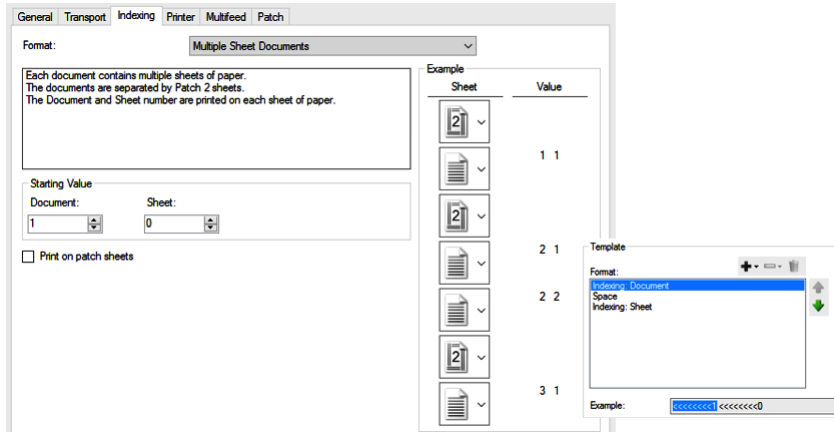 General Transport Indexing Printer Multifeed Patch
Format: Multiple Sheet Documents
Each document contains multiple sheets of paper.
The documents are separated by Patch 2 sheets.
The Document and Sheet number are printed on each sheet of paper.
Starting Value
Document: Sheet:
1 0
Print on patch sheets
Example
Sheet Value
2
1 1
2
2 1
2 2
2
3 1
Template
Format:
Indexing: Document
Space
Indexing: Sheet
Example: <<<<<<<<1 <<<<<<<<0